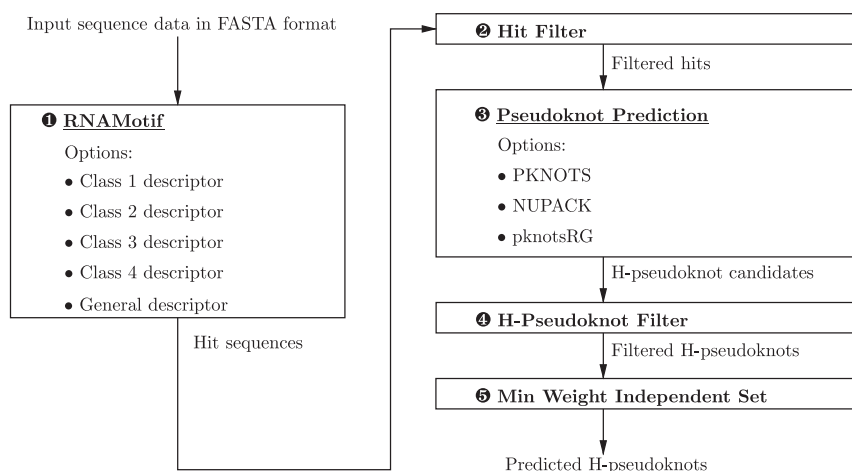 Input sequence data in FASTA format
❶ RNAMotif
Options:
• Class 1 descriptor
• Class 2 descriptor
• Class 3 descriptor
• Class 4 descriptor
• General descriptor
Hit sequences
❷ Hit Filter
Filtered hits
❸ Pseudoknot Prediction
Options:
• PKNOTS
• NUPACK
• pknotsRG
H-pseudoknot candidates
❹ H-Pseudoknot Filter
Filtered H-pseudoknots
❺ Min Weight Independent Set
Predicted H-pseudoknots